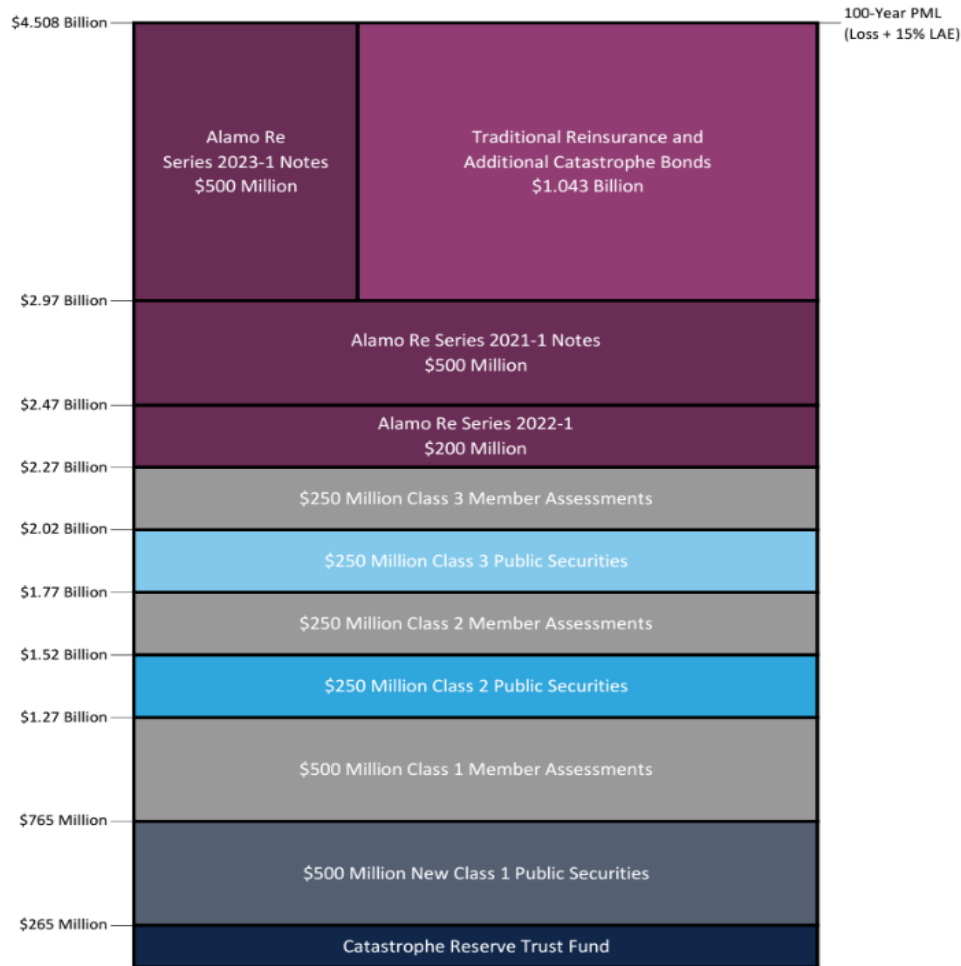 $4.508 Billion
100-Year PML
(Loss + 15% LAE)
Alamo Re
Series 2023-1 Notes
$500 Million
Traditional Reinsurance and
Additional Catastrophe Bonds
$1.043 Billion
$2.97 Billion
Alamo Re Series 2021-1 Notes
$500 Million
$2.47 Billion
Alamo Re Series 2022-1
$200 Million
$2.27 Billion
$250 Million Class 3 Member Assessments
$2.02 Billion
$250 Million Class 3 Public Securities
$1.77 Billion
$250 Million Class 2 Member Assessments
$1.52 Billion
$250 Million Class 2 Public Securities
$1.27 Billion
$500 Million Class 1 Member Assessments
$765 Million
$500 Million New Class 1 Public Securities
$265 Million
Catastrophe Reserve Trust Fund